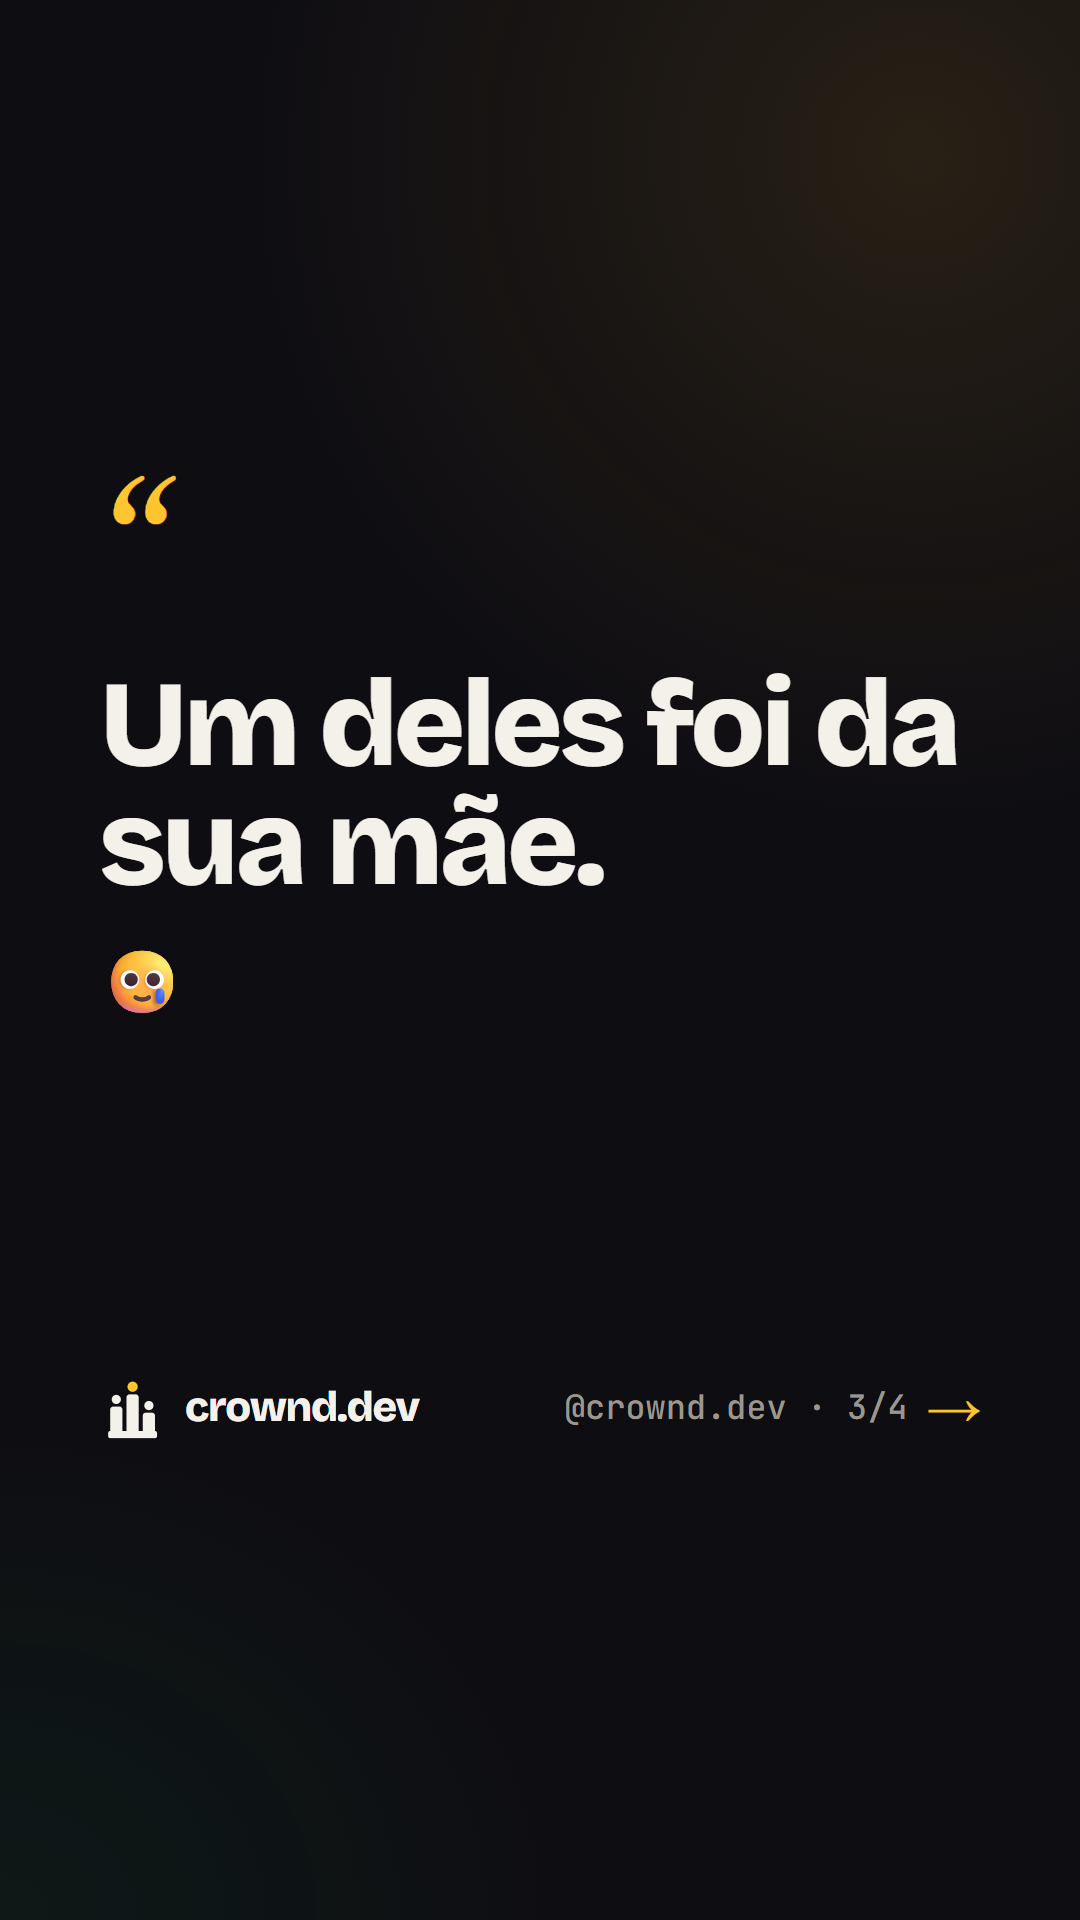 “
Um deles foi da
sua mãe.
🥲
crownd.dev
@crownd.dev · 3/4 →